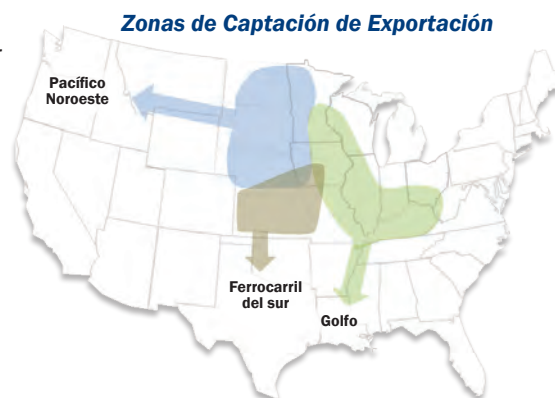 Zonas de Captación de Exportación
Pacífico
Noroeste
Ferrocarril
del sur
Golfo